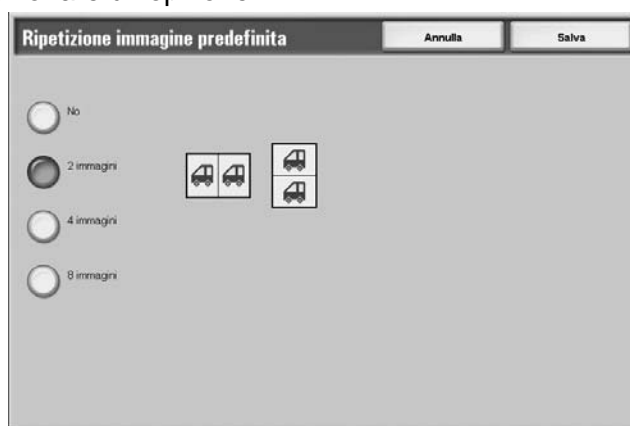 Ripetizione immagine predefinita
Annulla
Salva
No
2 immagini
4 immagini
8 immagini